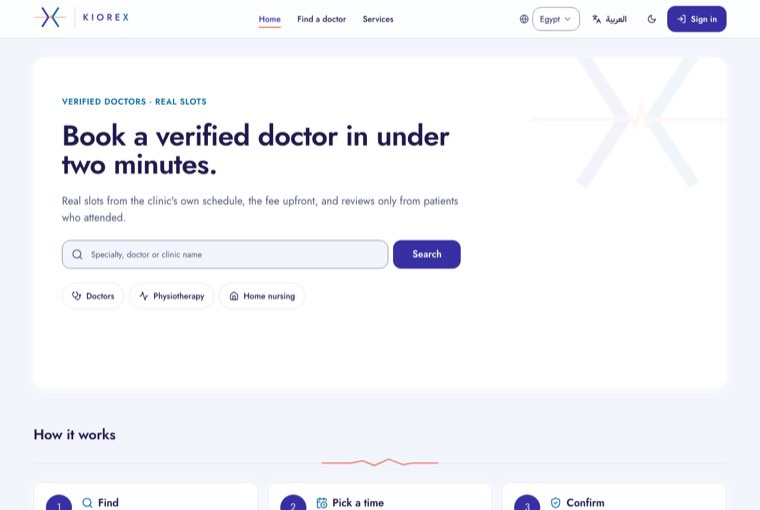 KIOREX
Home
Find a doctor
Services
Egypt
العربية
Sign in
VERIFIED DOCTORS · REAL SLOTS
Book a verified doctor in under
two minutes.
Real slots from the clinic's own schedule, the fee upfront, and reviews only from patients
who attended.
Specialty, doctor or clinic name
Search
Doctors
Physiotherapy
Home nursing
How it works
1
Find
2
Pick a time
3
Confirm